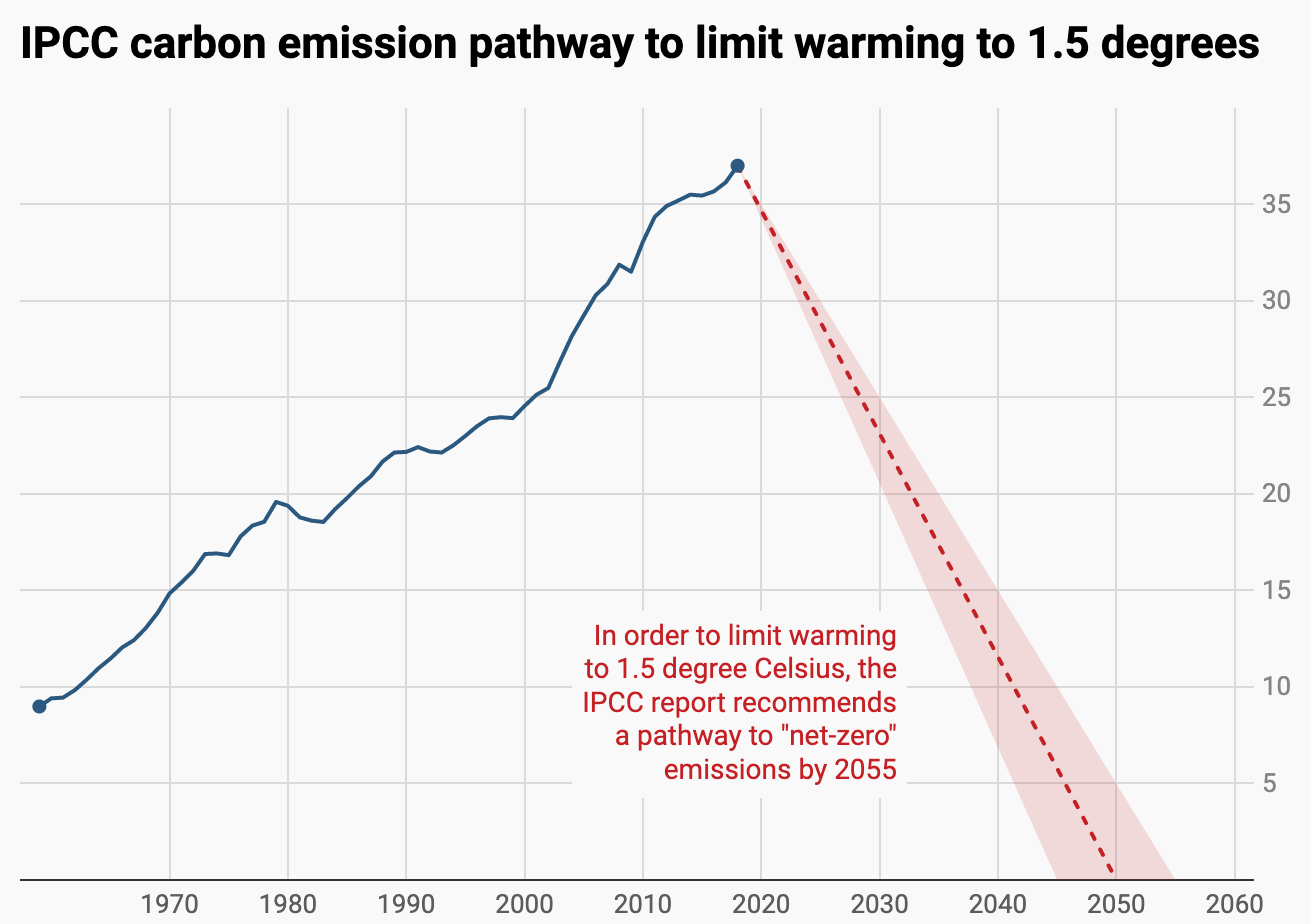 IPCC carbon emission pathway to limit warming to 1.5 degrees
35
30
25
20
15
In order to limit warming
to 1.5 degree Celsius, the
IPCC report recommends
a pathway to "net-zero"
emissions by 2055
10
5
1970 1980 1990 2000 2010 2020 2030 2040 2050 2060